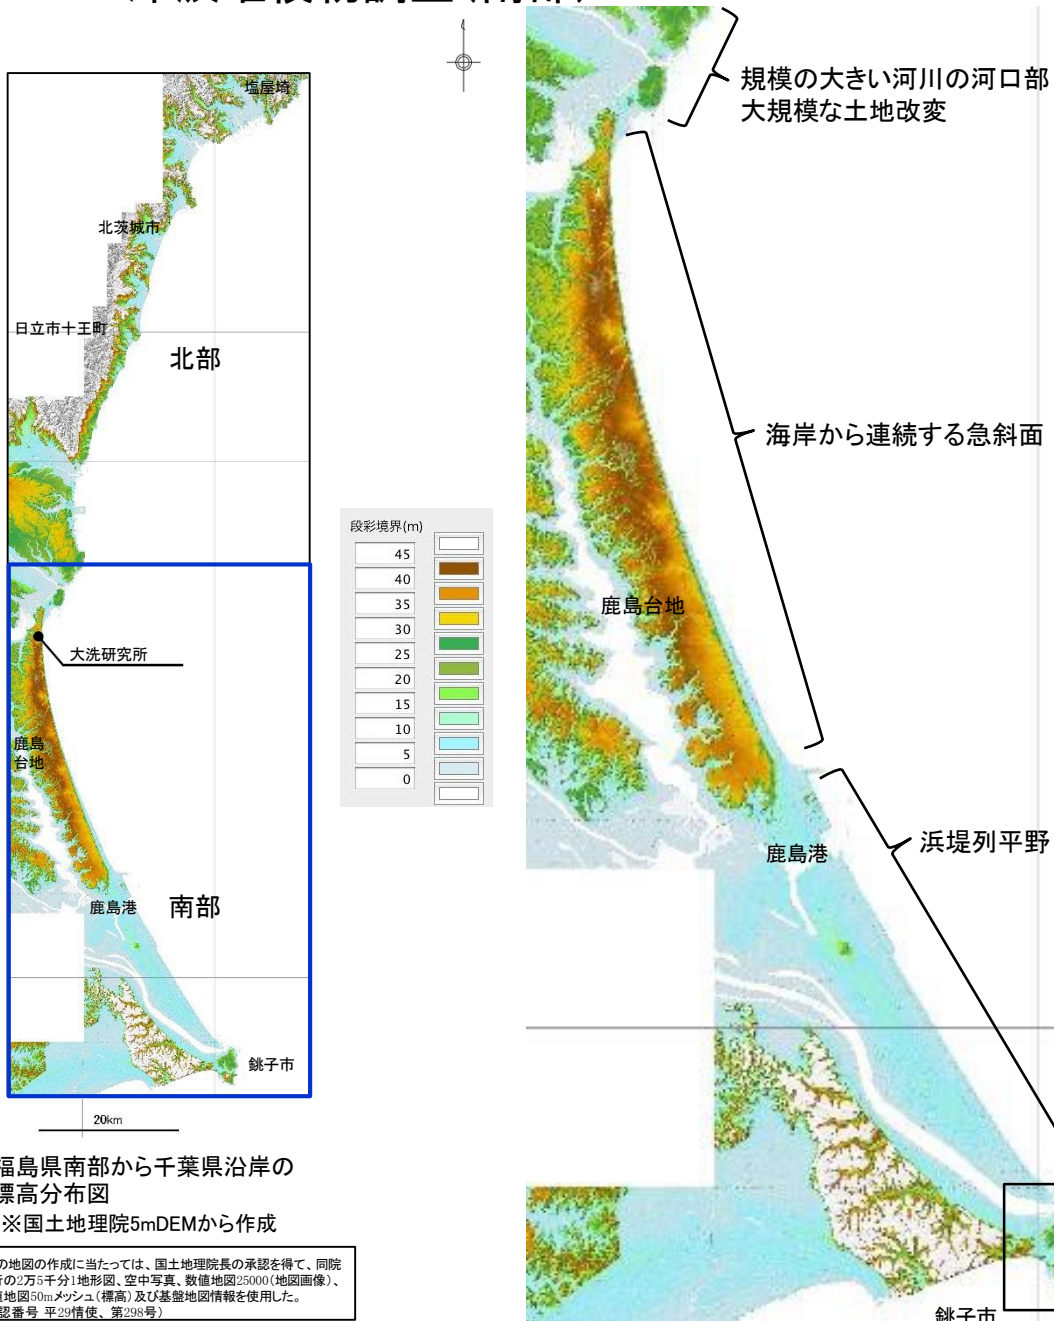 規模の大きい河川の河口部
大規模な土地改変
塩屋埼
北茨城市
日立市十王町
北部
海岸から連続する急斜面
段彩境界(m)
45
40
35
30
25
20
15
10
5
0
大洗研究所
鹿島
台地
鹿島台地
鹿島港
南部
鹿島港
浜堤列平野
銚子市
20km
福島県南部から千葉県沿岸の
標高分布図
※国土地理院5mDEMから作成
の地図の作成に当たっては、国土地理院長の承認を得て、同院
行の2万5千分1地形図、空中写真、数値地図25000(地図画像)、
値地図50mメッシュ(標高)及び基盤地図情報を使用した。
認番号 平29情使、第298号)
銚子市